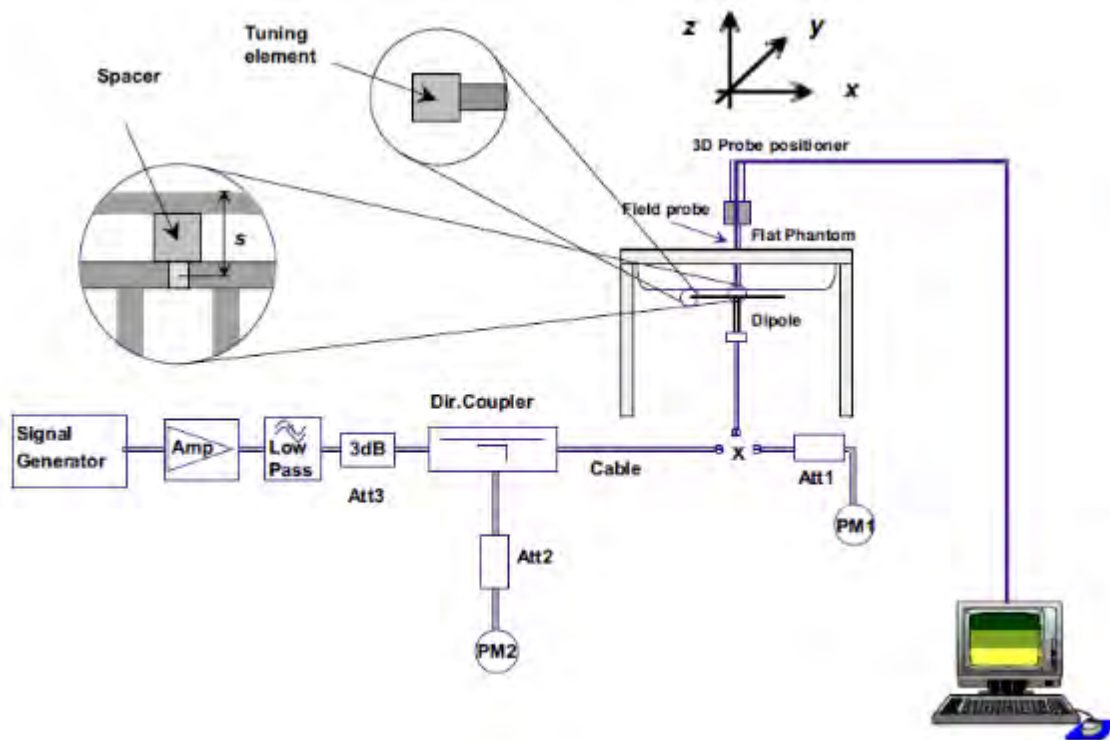 Tuning
element
Spacer
s
z
y
x
3D Probe positioner
Field probe
Flat Phantom
Dipole
Dir.Coupler
Signal
Generator
Amp
Low
Pass
3dB
Att3
Cable
X
Att1
PM1
Att2
PM2